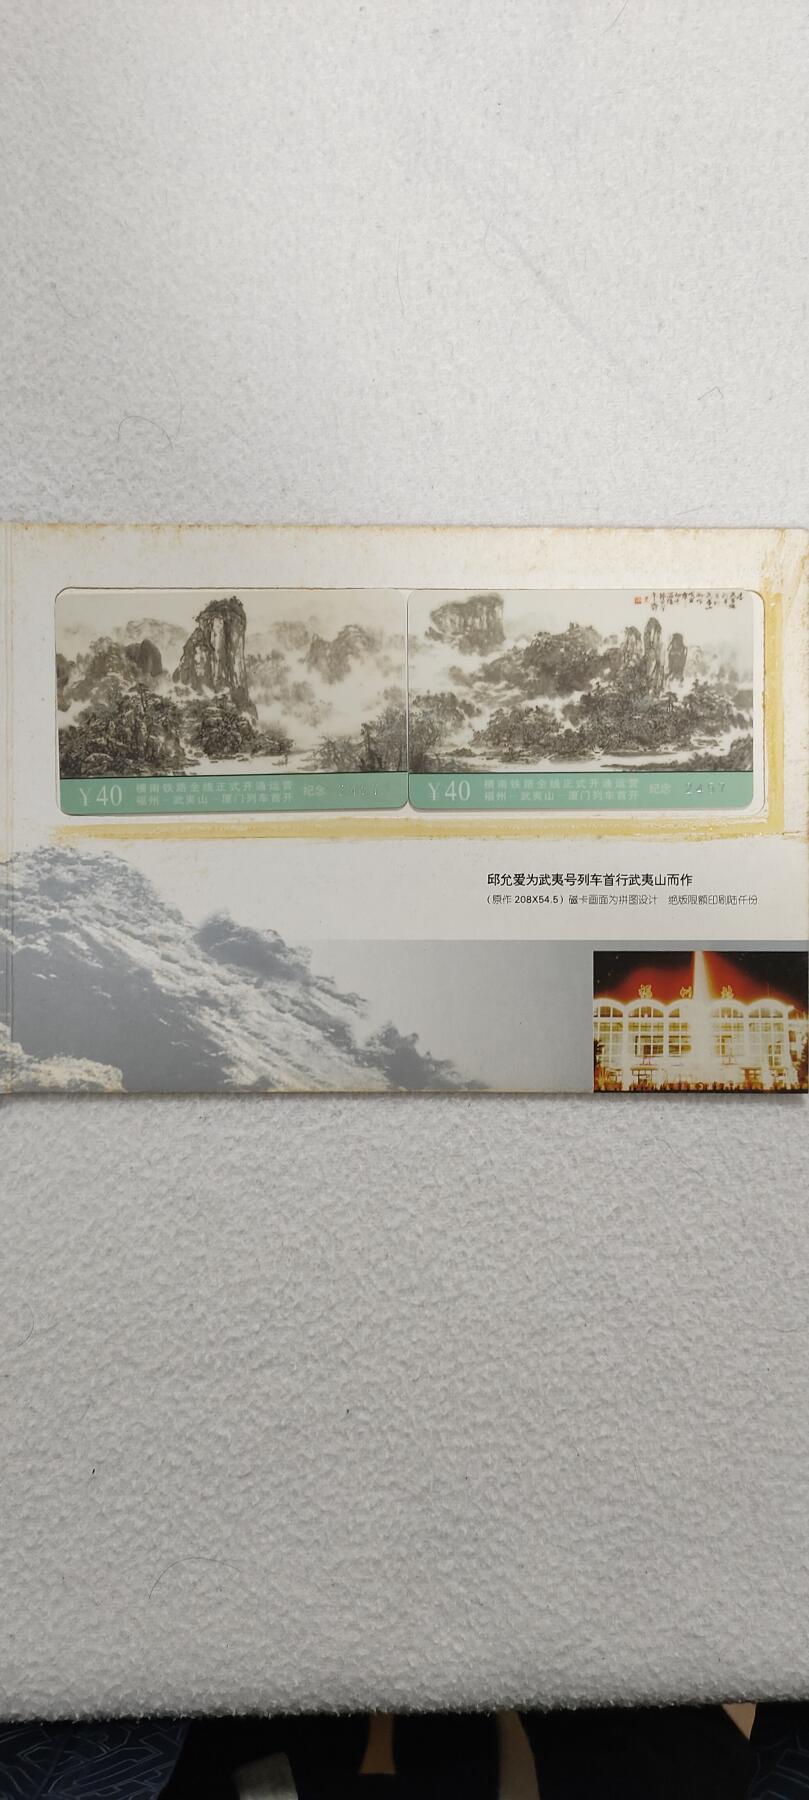 ¥40
横南铁路全线正式开通运营
福州－武夷山－厦门列车首开
纪念
¥40
横南铁路全线正式开通运营
福州－武夷山－厦门列车首开
纪念
2457
邱允爱为武夷号列车首行武夷山而作
(原作 208X54.5) 磁卡画面为拼图设计 绝版限额印刷陆仟份
福州站